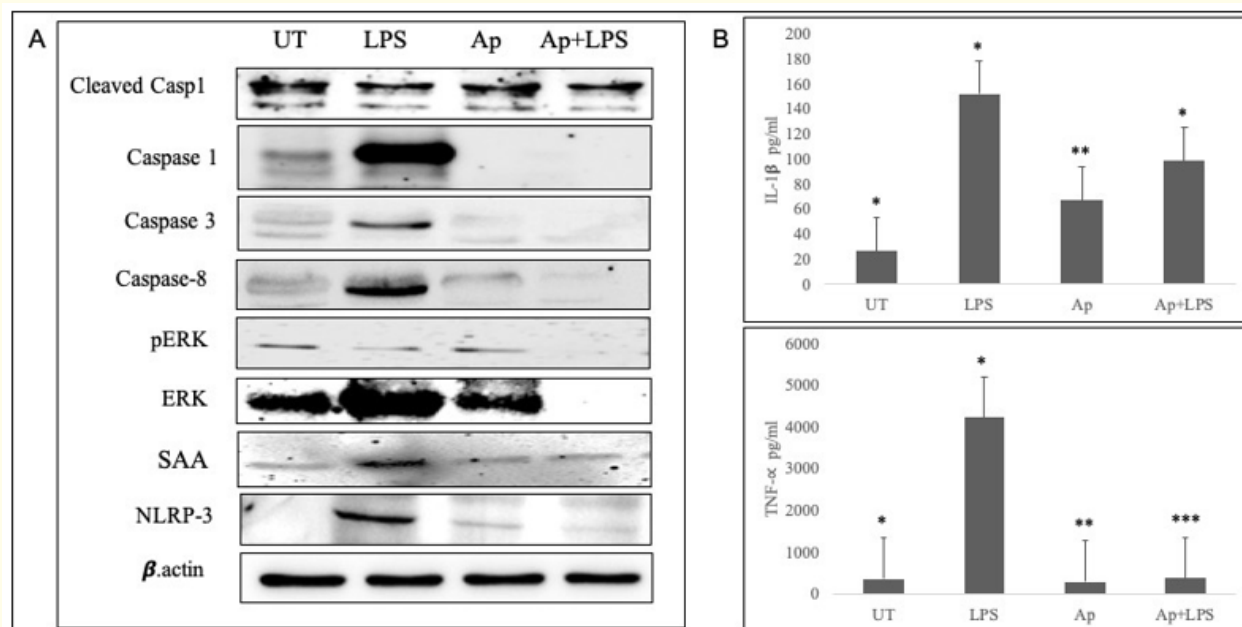 A
UT LPS Ap Ap+LPS
Cleaved Casp1
Caspase 1
Caspase 3
Caspase-8
pERK
ERK
SAA
NLRP-3
β.actin
B
IL-1β pg/ml
200
180
160
140
120
100
80
60
40
20
0
* * ** *
UT LPS Ap Ap+LPS
TNF-α pg/ml
6000
5000
4000
3000
2000
1000
0
* * ** ***
UT LPS Ap Ap+LPS